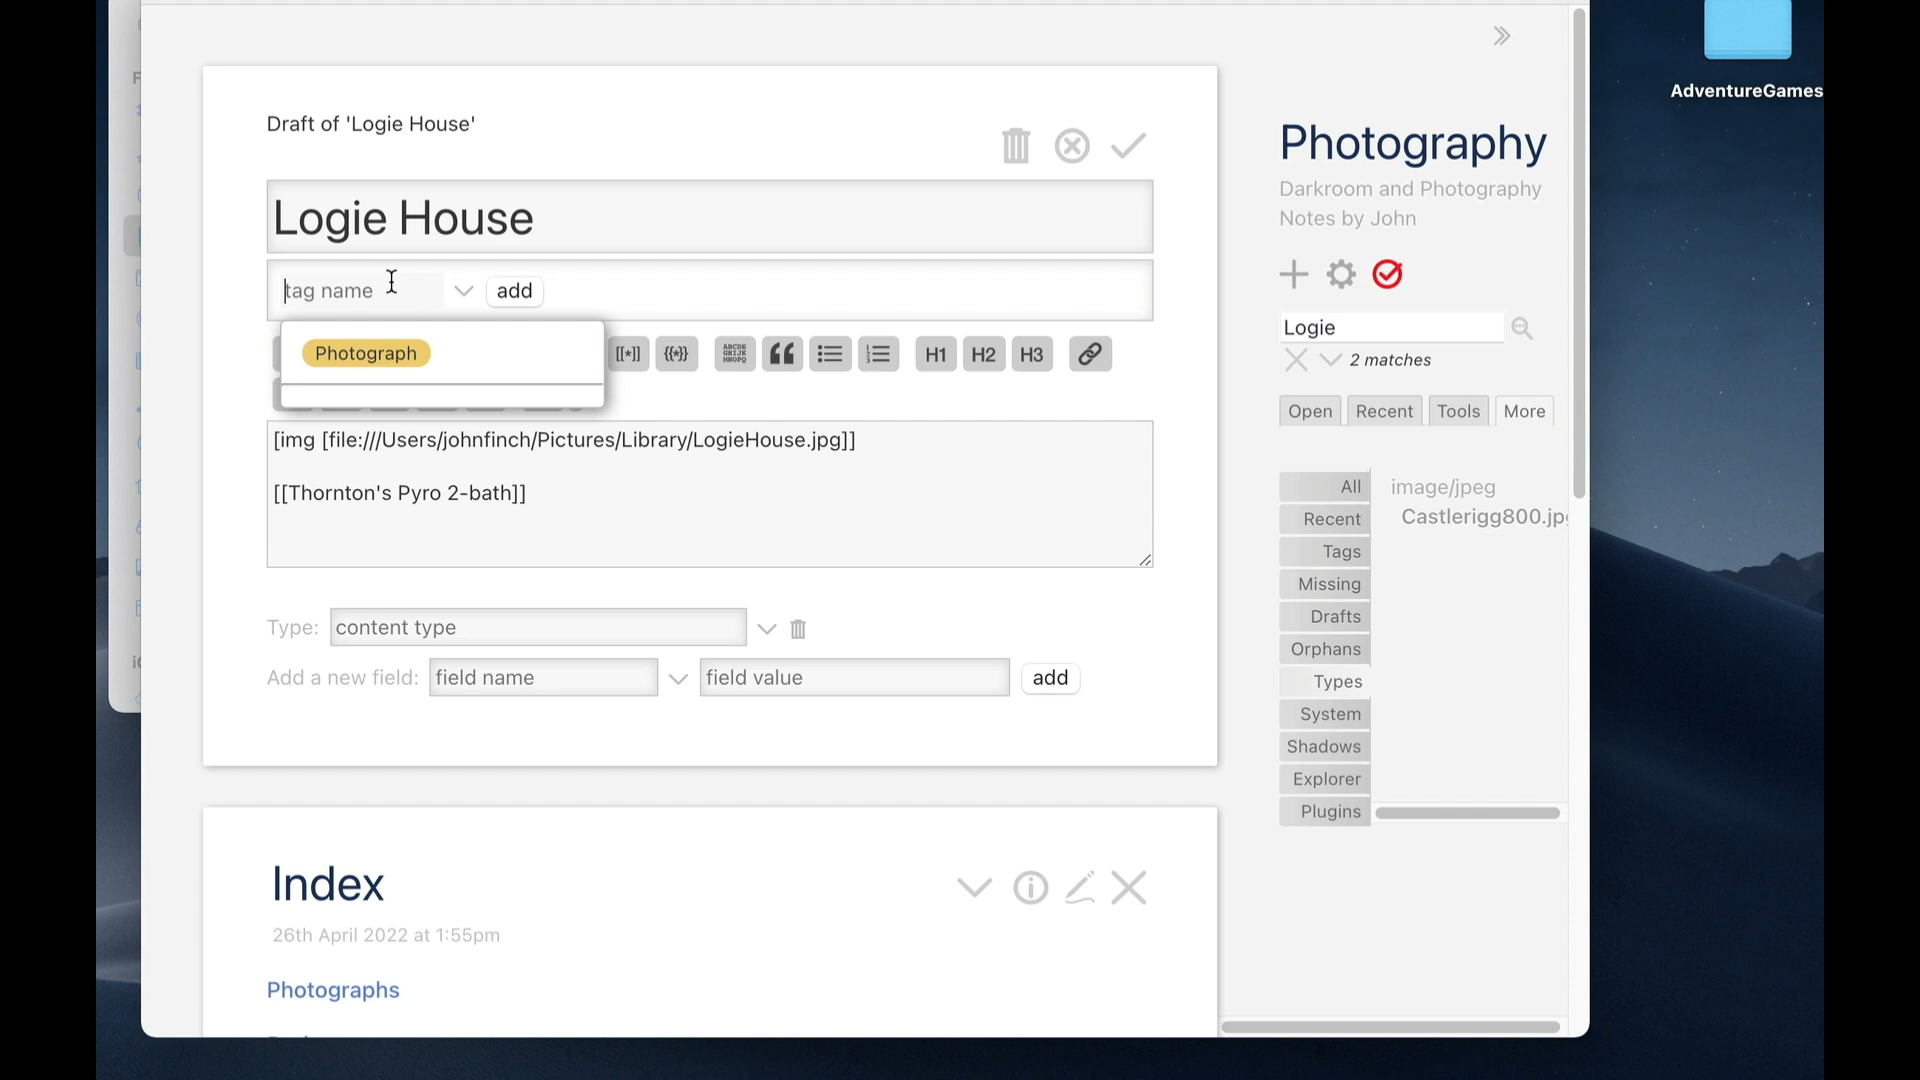 AdventureGames
Draft of 'Logie House'
Logie House
tag name
add
Photograph
[[*]]
{{*}}
H1
H2
H3
[img [file:///Users/johnfinch/Pictures/Library/LogieHouse.jpg]]
[[Thornton's Pyro 2-bath]]
Type:
content type
Add a new field:
field name
field value
add
Index
26th April 2022 at 1:55pm
Photographs
Photography
Darkroom and Photography
Notes by John
Logie
2 matches
Open
Recent
Tools
More
All
Recent
Tags
Missing
Drafts
Orphans
Types
System
Shadows
Explorer
Plugins
image/jpeg
Castlerigg800.jp